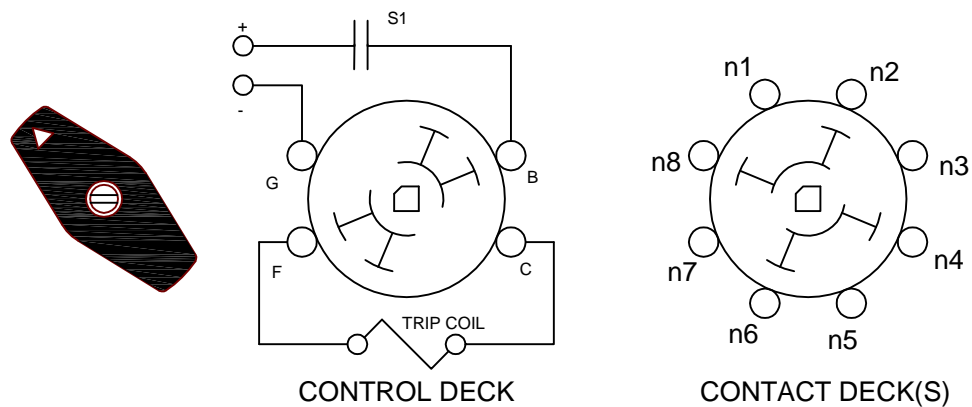 S1
+
-
G
B
F
C
TRIP COIL
CONTROL DECK
n1
n2
n8
n3
n7
n4
n6
n5
CONTACT DECK(S)